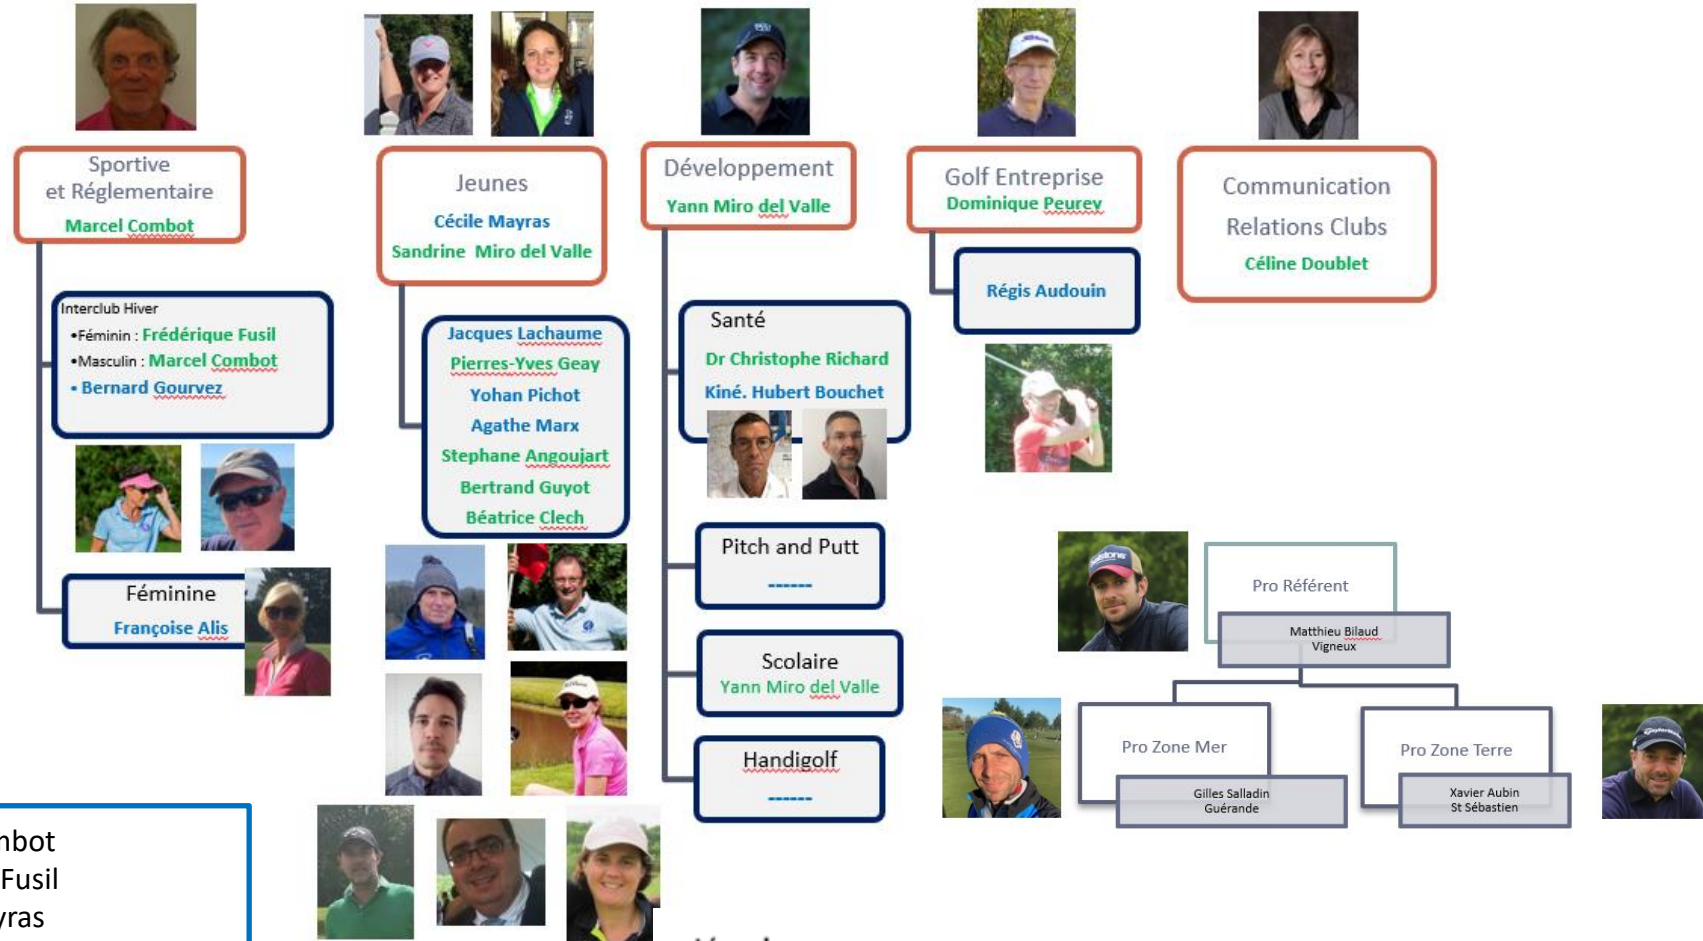 Sportive
et Réglementaire
Marcel Combot
Interclub Hiver
•Féminin : Frédérique Fusil
•Masculin : Marcel Combot
• Bernard Gourvez
Féminine
Françoise Alis
Jeunes
Cécile Mayras
Sandrine Miro del Valle
Jacques Lachaume
Pierres-Yves Geay
Yohan Pichot
Agathe Marx
Stephane Angoujart
Bertrand Guyot
Béatrice Clech
Développement
Yann Miro del Valle
Santé
Dr Christophe Richard
Kiné. Hubert Bouchet
Pitch and Putt
------
Scolaire
Yann Miro del Valle
Handigolf
------
Golf Entreprise
Dominique Peurey
Régis Audouin
Communication
Relations Clubs
Céline Doublet
Pro Référent
Matthieu Bilaud
Vigneux
Pro Zone Mer
Gilles Salladin
Guérande
Pro Zone Terre
Xavier Aubin
St Sébastien
mbot
Fusil
yras